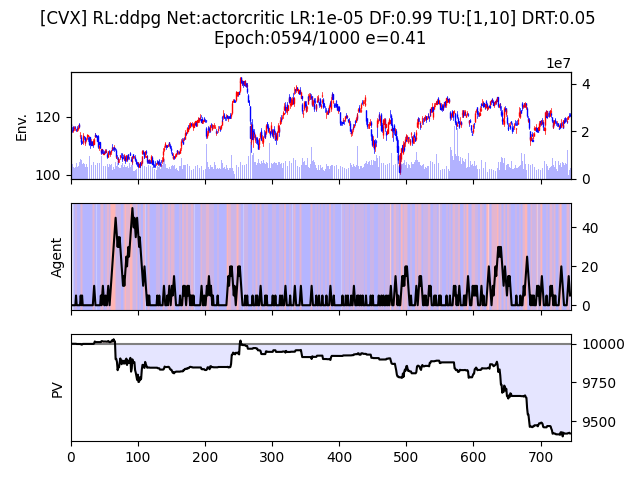 [CVX] RL:ddpg Net:actorcritic LR:1e-05 DF:0.99 TU:[1,10] DRT:0.05
Epoch:0594/1000 e=0.41
1e7
Env.
120
100
4
2
0
Agent
40
20
0
PV
10000
9750
9500
0 100 200 300 400 500 600 700